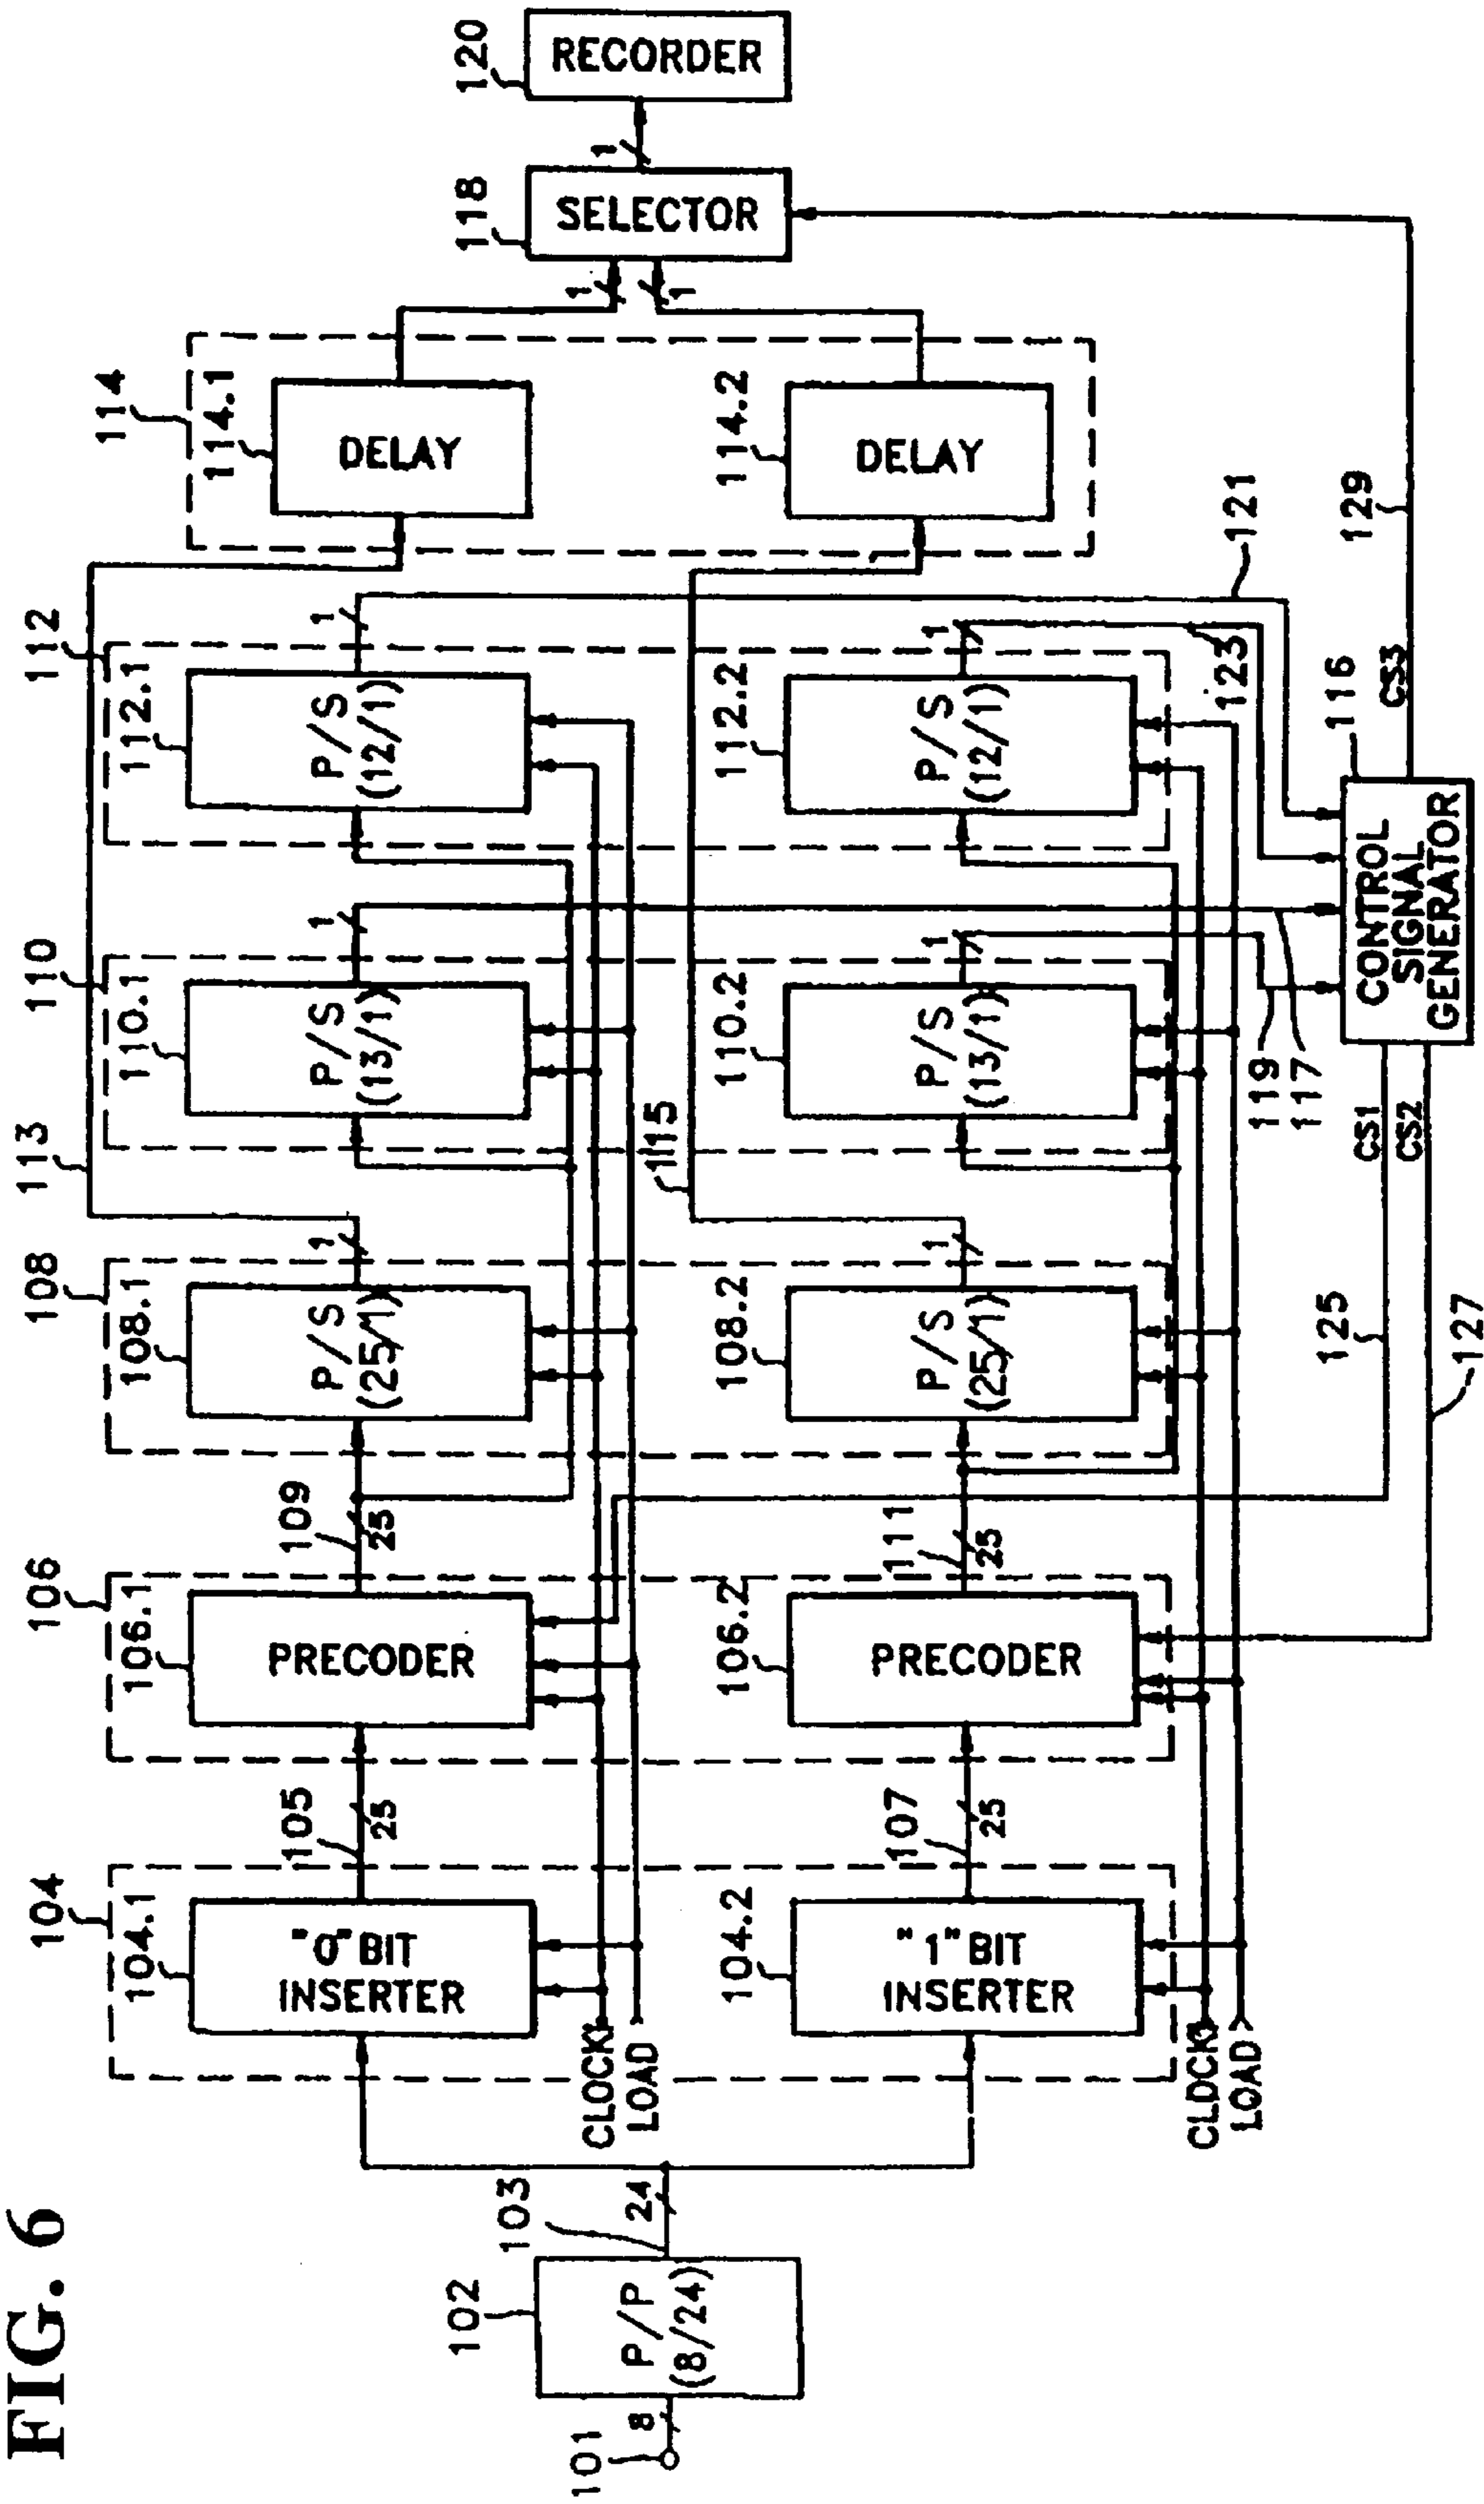 FIG. 6
101
8
102
P/P
(8/24)
103
24
104
104.1
"0" BIT
INSERTER
104.2
"1" BIT
INSERTER
CLOCK
LOAD
CLOCK
LOAD
105
25
107
25
106
106.1
PRECODER
106.2
PRECODER
109
25
111
25
108
108.1
P/S
(25/1)
1
108.2
P/S
(25/1)
1
113
115
110
110.1
P/S
(13/1)
1
110.2
P/S
(13/1)
1
112
112.1
P/S
(12/1)
1
112.2
P/S
(12/1)
1
114
114.1
DELAY
114.2
DELAY
1
1
118
SELECTOR
1
120
RECORDER
125
127
CS1
CS2
119
117
116
CONTROL
SIGNAL
GENERATOR
CS3
123
121
129